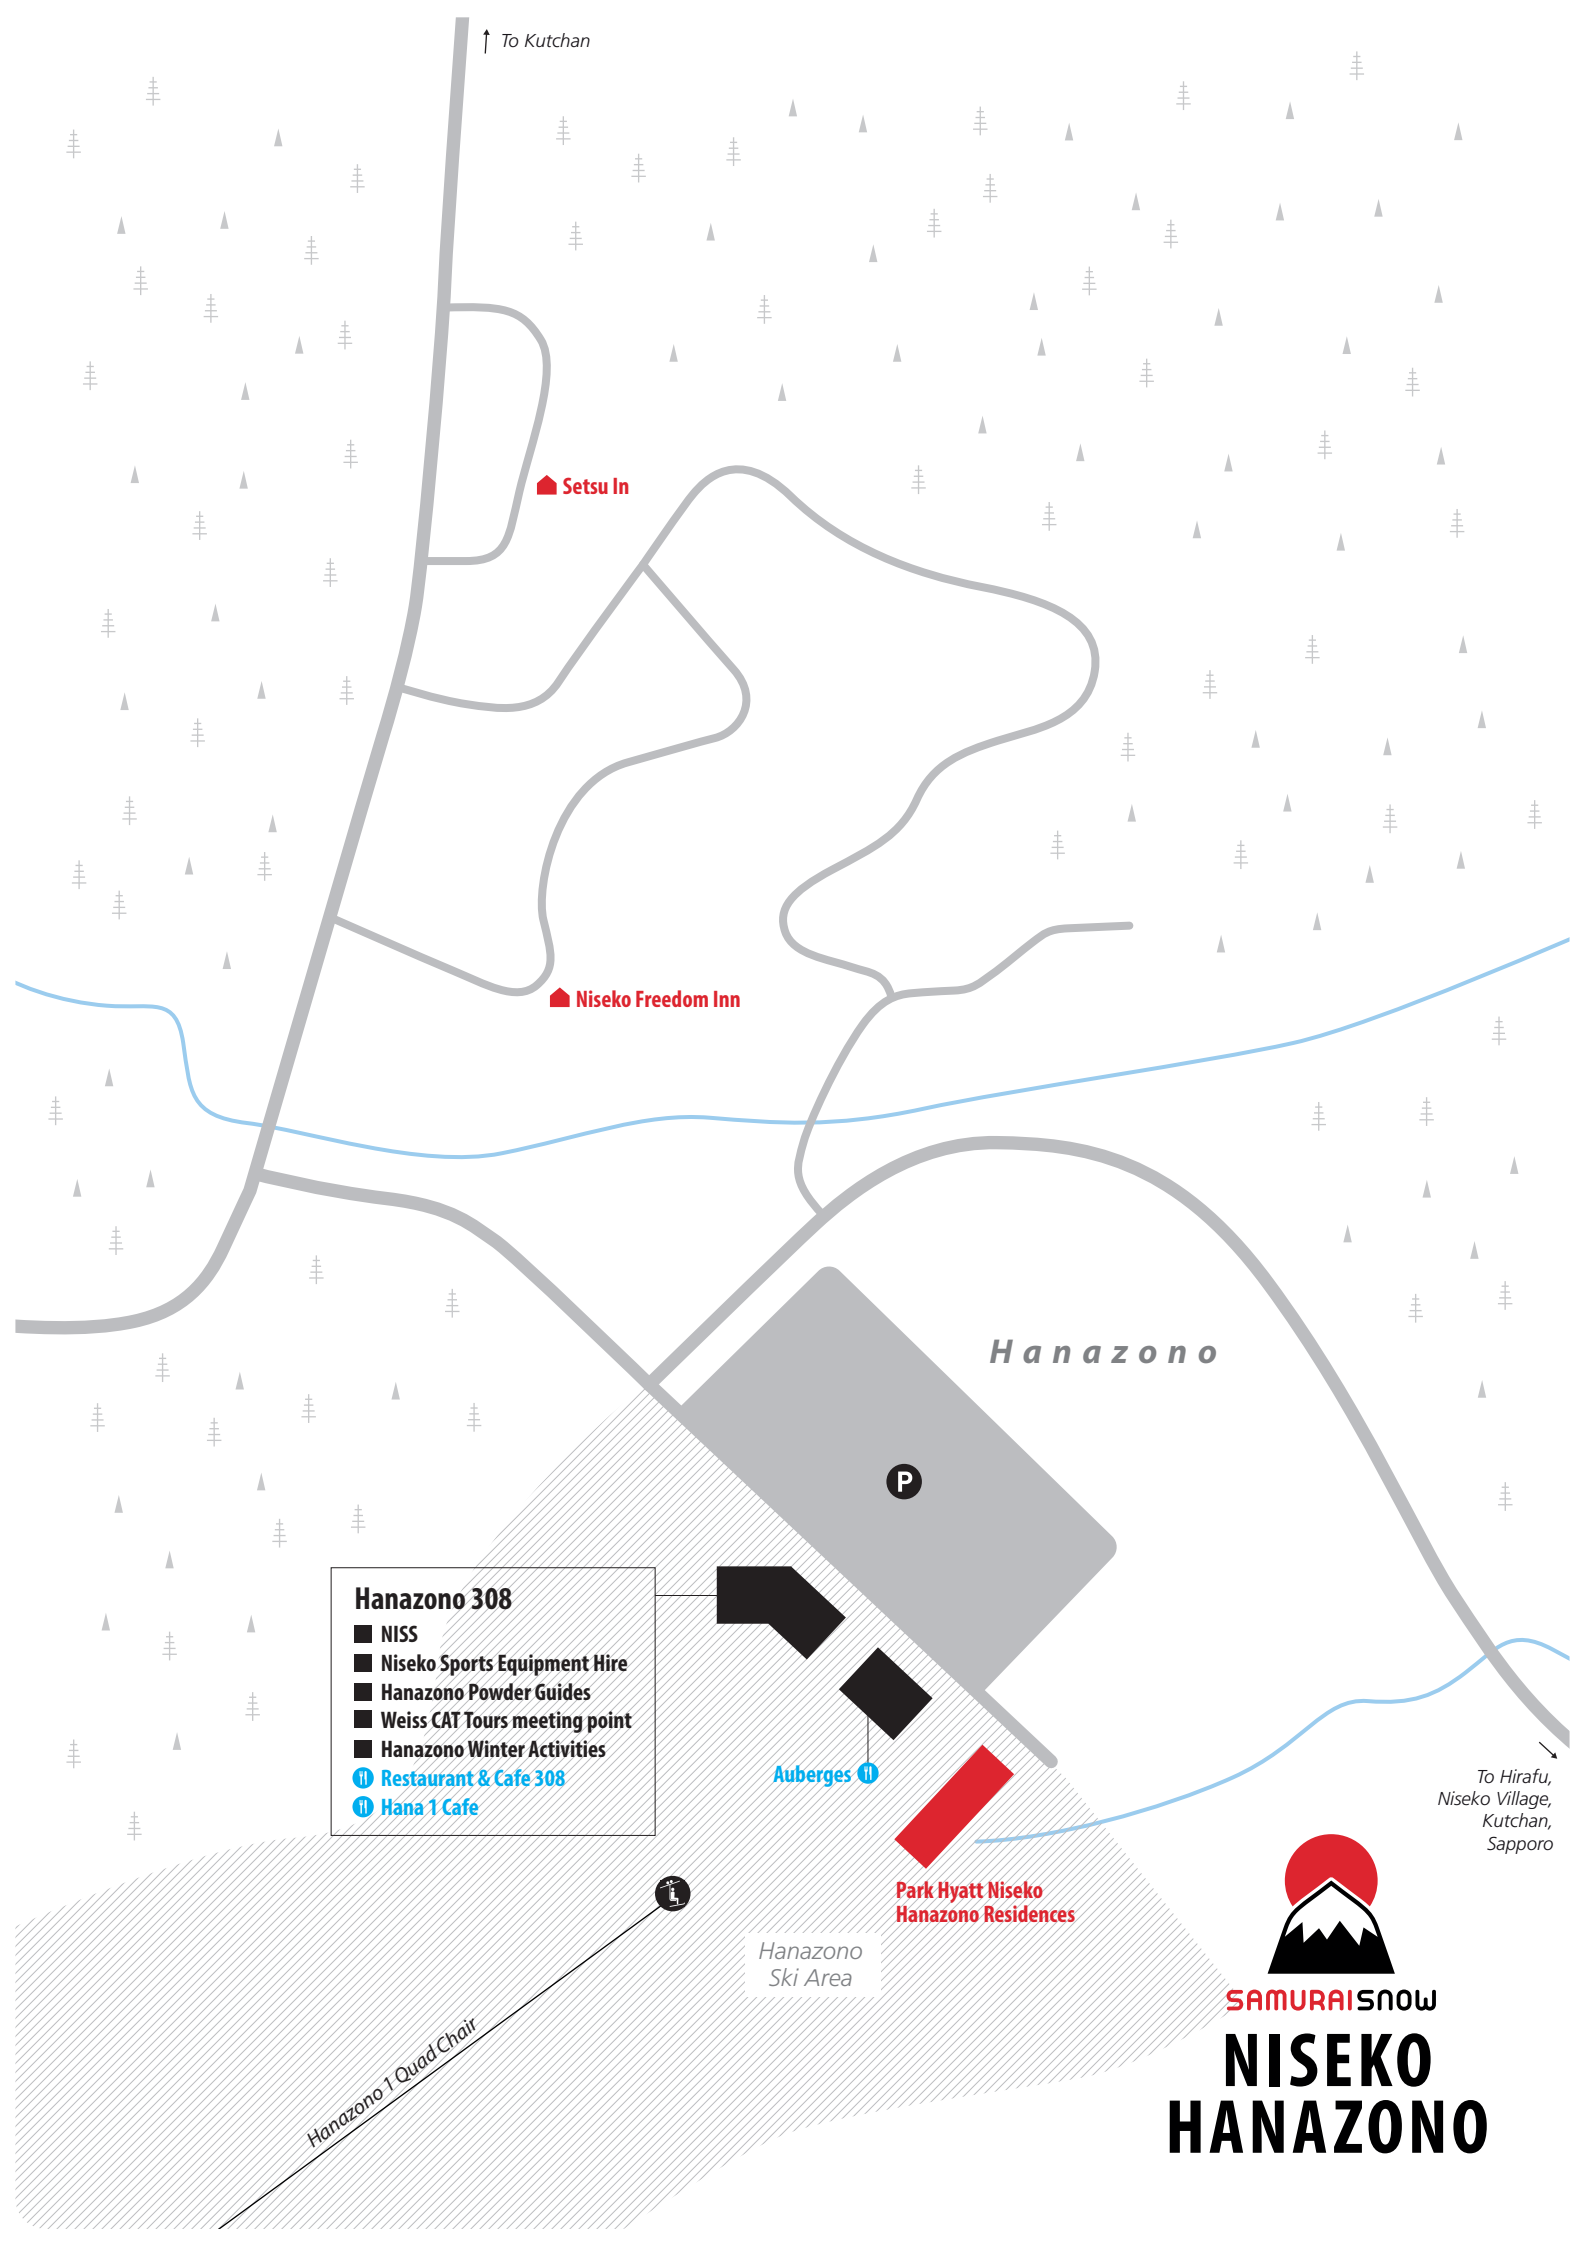 To Kutchan
Setsu In
Niseko Freedom Inn
Hanazono
P
Hanazono 308
NISS
Niseko Sports Equipment Hire
Hanazono Powder Guides
Weiss CAT Tours meeting point
Hanazono Winter Activities
Restaurant & Cafe 308
Hana 1 Cafe
Auberges
Park Hyatt Niseko
Hanazono Residences
To Hirafu,
Niseko Village,
Kutchan,
Sapporo
Hanazono
Ski Area
Hanazono 1 Quad Chair
SAMURAISNOW
NISEKO
HANAZONO